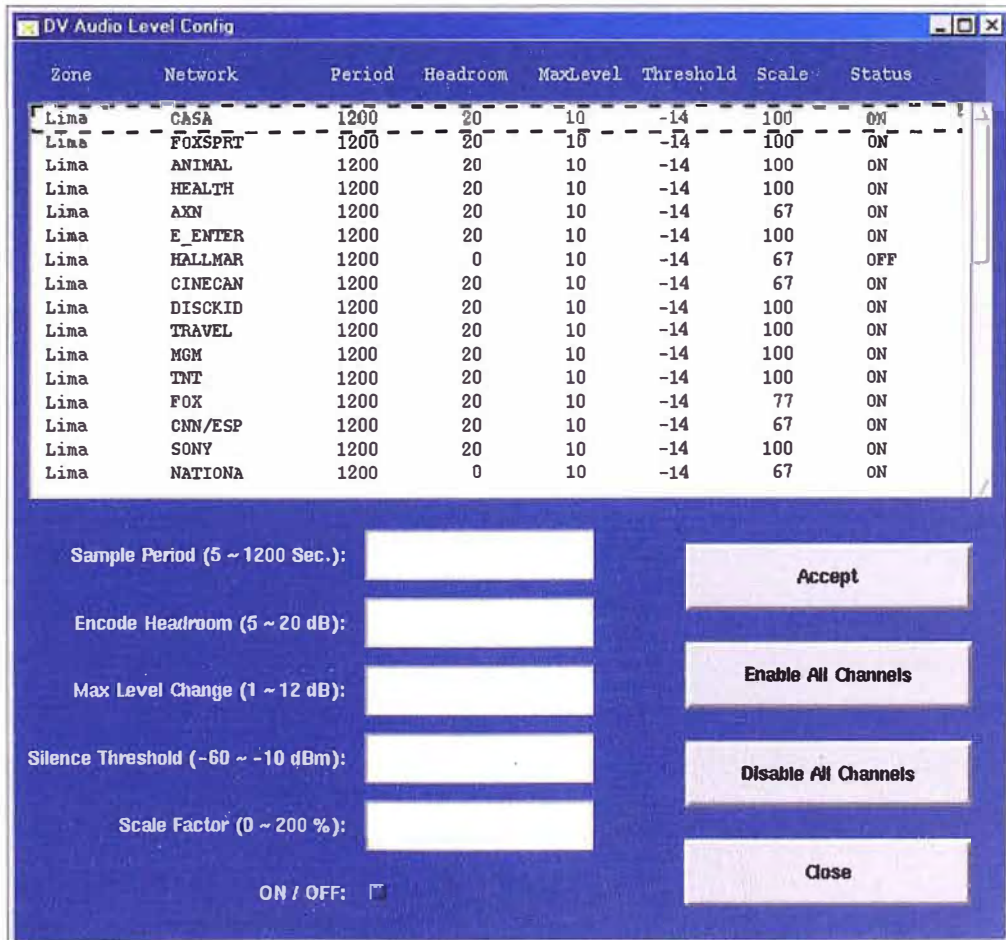 DV Audio Level Config
Zone Network Period Headroom MaxLevel Threshold Scale Status
Lima CASA 1200 20 10 -14 100 ON
Lima FOXSPRT 1200 20 10 -14 100 ON
Lima ANIMAL 1200 20 10 -14 100 ON
Lima HEALTH 1200 20 10 -14 100 ON
Lima AXN 1200 20 10 -14 67 ON
Lima E_ENTER 1200 20 10 -14 100 ON
Lima HALLMAR 1200 0 10 -14 67 OFF
Lima CINECAN 1200 20 10 -14 67 ON
Lima DISCKID 1200 20 10 -14 100 ON
Lima TRAVEL 1200 20 10 -14 100 ON
Lima MGM 1200 20 10 -14 100 ON
Lima TNT 1200 20 10 -14 100 ON
Lima FOX 1200 20 10 -14 77 ON
Lima CNN/ESP 1200 20 10 -14 67 ON
Lima SONY 1200 20 10 -14 100 ON
Lima NATIONA 1200 0 10 -14 67 ON
Sample Period (5 ~ 1200 Sec.):
Accept
Encode Headroom (5 ~ 20 dB):
Enable All Channels
Max Level Change (1 ~ 12 dB):
Silence Threshold (-60 ~ -10 dBm):
Disable All Channels
Scale Factor (0 ~ 200 %):
Close
ON / OFF: